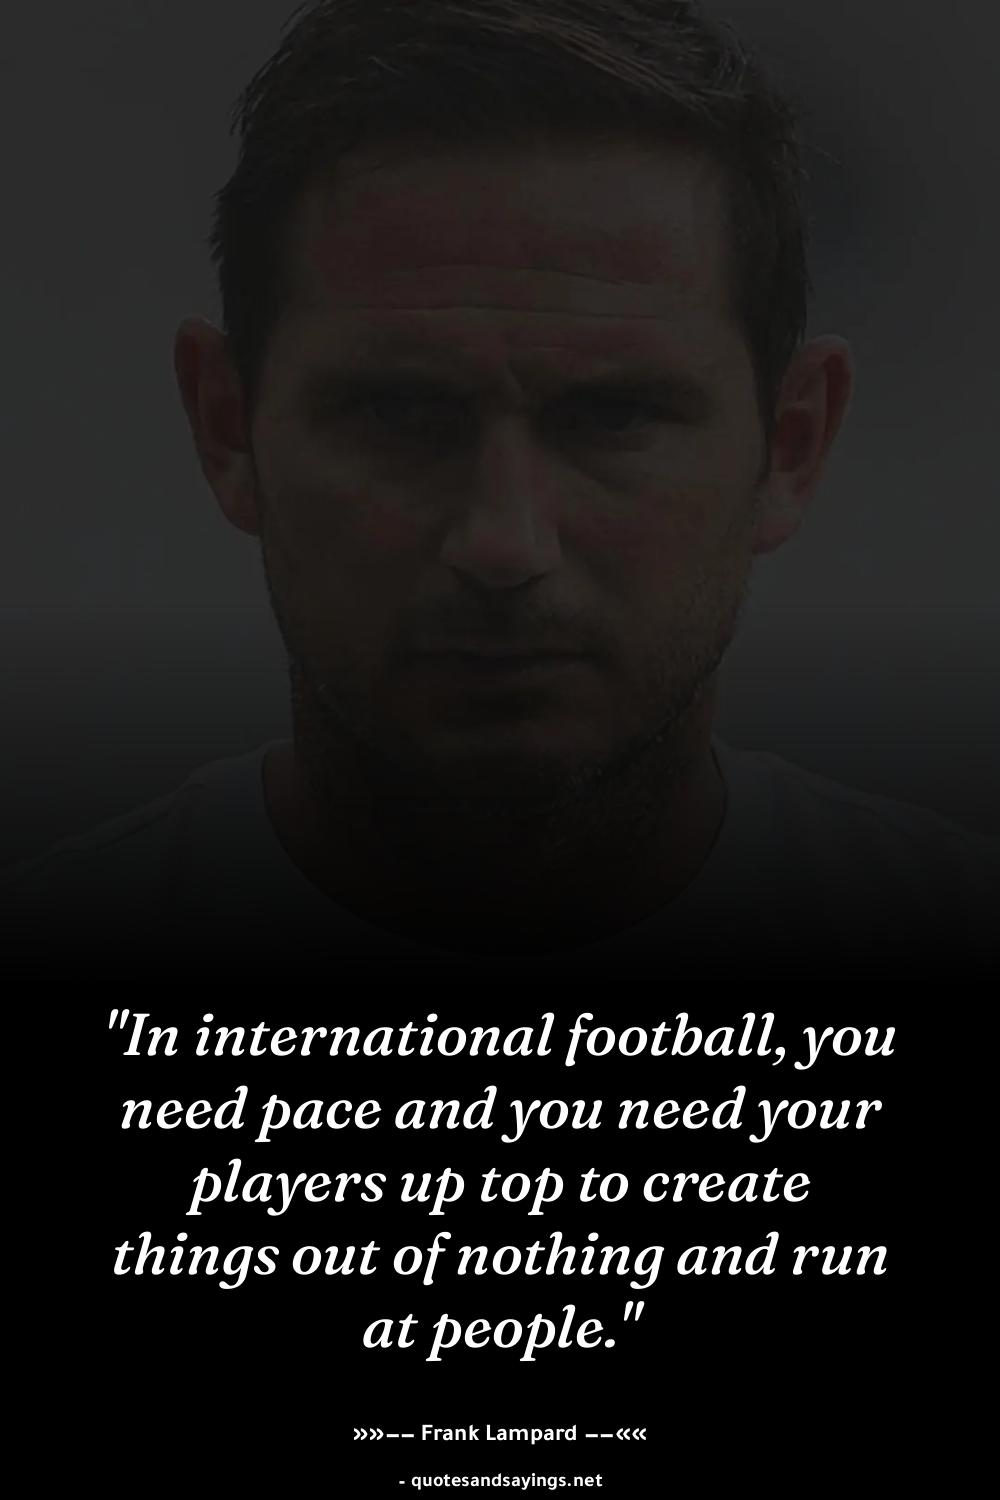 "In international football, you
need pace and you need your
players up top to create
things out of nothing and run
at people."
»»−− Frank Lampard −−««
- quotesandsayings.net